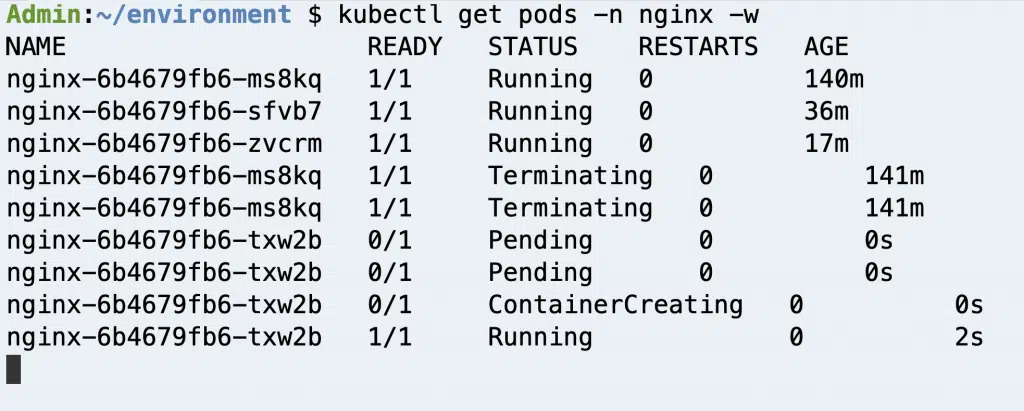 Admin:~/environment $ kubectl get pods -n nginx -w
NAME READY STATUS RESTARTS AGE
nginx-6b4679fb6-ms8kq 1/1 Running 0 140m
nginx-6b4679fb6-sfvb7 1/1 Running 0 36m
nginx-6b4679fb6-zvcrm 1/1 Running 0 17m
nginx-6b4679fb6-ms8kq 1/1 Terminating 0 141m
nginx-6b4679fb6-ms8kq 1/1 Terminating 0 141m
nginx-6b4679fb6-txw2b 0/1 Pending 0 0s
nginx-6b4679fb6-txw2b 0/1 Pending 0 0s
nginx-6b4679fb6-txw2b 0/1 ContainerCreating 0 0s
nginx-6b4679fb6-txw2b 1/1 Running 0 2s